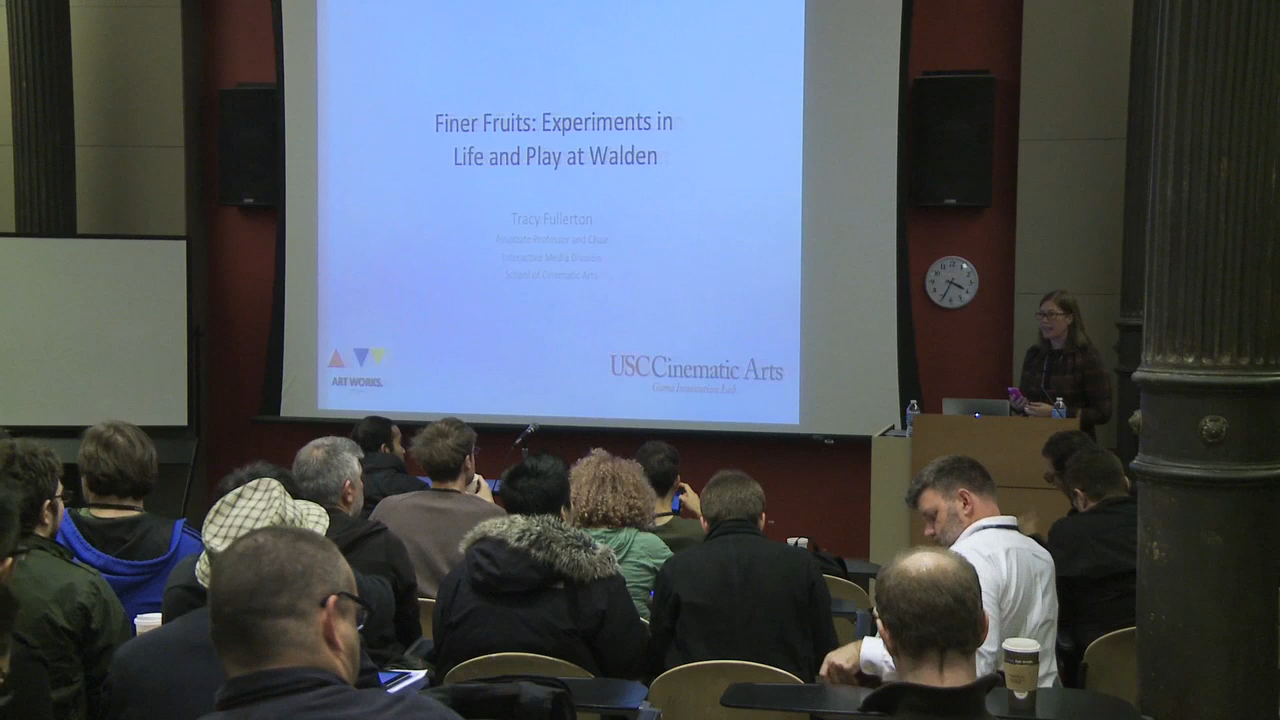 Finer Fruits: Experiments in
Life and Play at Walden
Tracy Fullerton
Associate Professor and Chair
Interactive Media Division
School of Cinematic Arts
ART WORKS.
USC Cinematic Arts
Game Innovation Lab